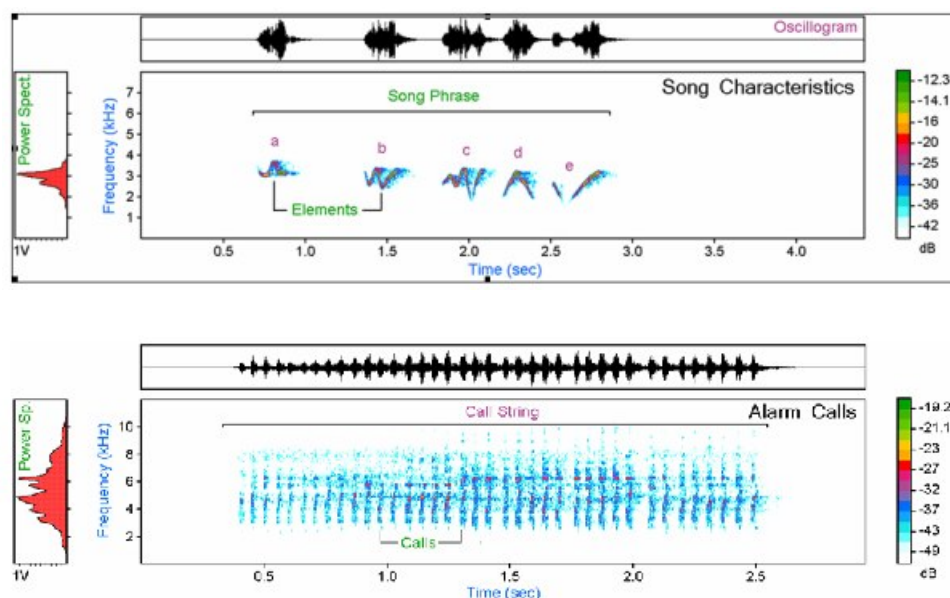 Oscillogram
Power Spect.
1V
Frequency (kHz)
7
6
5
4
3
2
1
Song Characteristics
Song Phrase
a
b
c
d
e
Elements
0.5 1.0 1.5 2.0 2.5 3.0 3.5 4.0
Time (sec)
-12.3
-14.1
-16
-20
-25
-30
-36
-42
dB
Power Sp.
1V
Frequency (kHz)
10
8
6
4
2
Call String
Alarm Calls
Calls
0.5 1.0 1.5 2.0 2.5
Time (sec)
-19.2
-21.1
-23
-27
-32
-37
-43
-49
dB